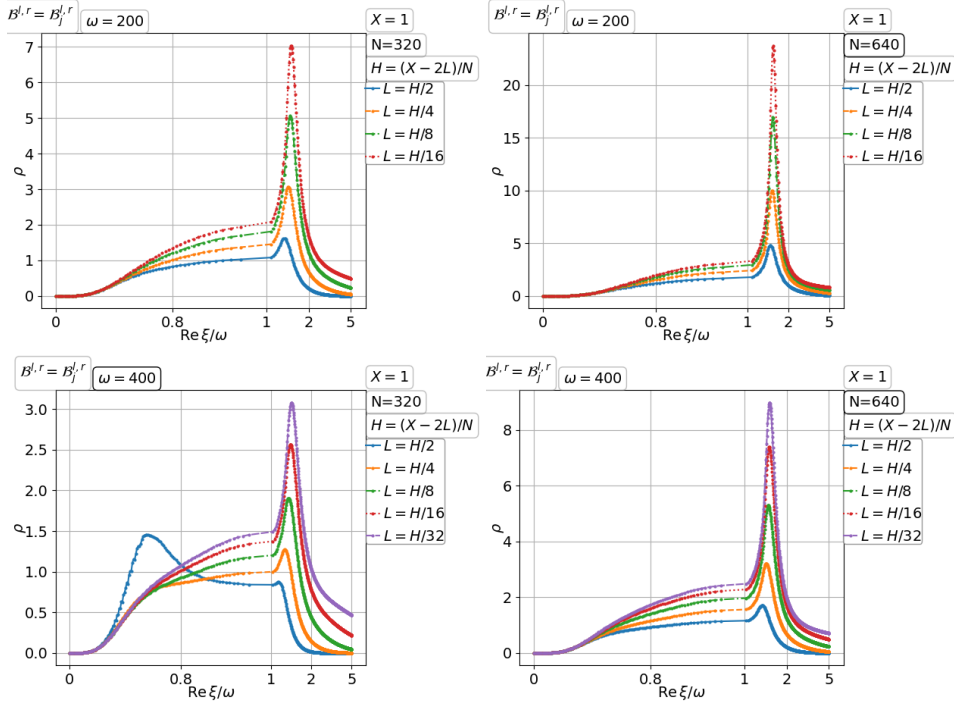 ℬ^{l,r} = ℬ_j^{l,r} ω = 200
X = 1
N=320
H = (X − 2L)/N
L = H/2
L = H/4
L = H/8
L = H/16
7
6
5
4
3
2
1
0
ρ
0 0.8 1 2 5
Re ξ/ω
ℬ^{l,r} = ℬ_j^{l,r} ω = 200
X = 1
N=640
H = (X − 2L)/N
L = H/2
L = H/4
L = H/8
L = H/16
20
15
10
5
0
ρ
0 0.8 1 2 5
Re ξ/ω
ℬ^{l,r} = ℬ_j^{l,r} ω = 400
X = 1
N=320
H = (X − 2L)/N
L = H/2
L = H/4
L = H/8
L = H/16
L = H/32
3.0
2.5
2.0
1.5
1.0
0.5
0.0
ρ
0 0.8 1 2 5
Re ξ/ω
ℬ^{l,r} = ℬ_j^{l,r} ω = 400
X = 1
N=640
H = (X − 2L)/N
L = H/2
L = H/4
L = H/8
L = H/16
L = H/32
8
6
4
2
0
ρ
0 0.8 1 2 5
Re ξ/ω